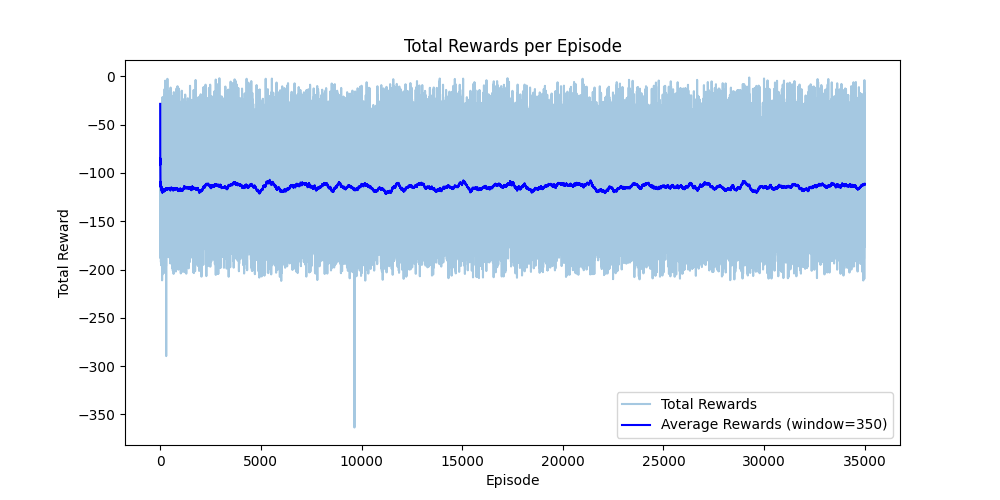 Total Rewards per Episode
Total Reward
0
−50
−100
−150
−200
−250
−300
−350
Total Rewards
Average Rewards (window=350)
0 5000 10000 15000 20000 25000 30000 35000
Episode